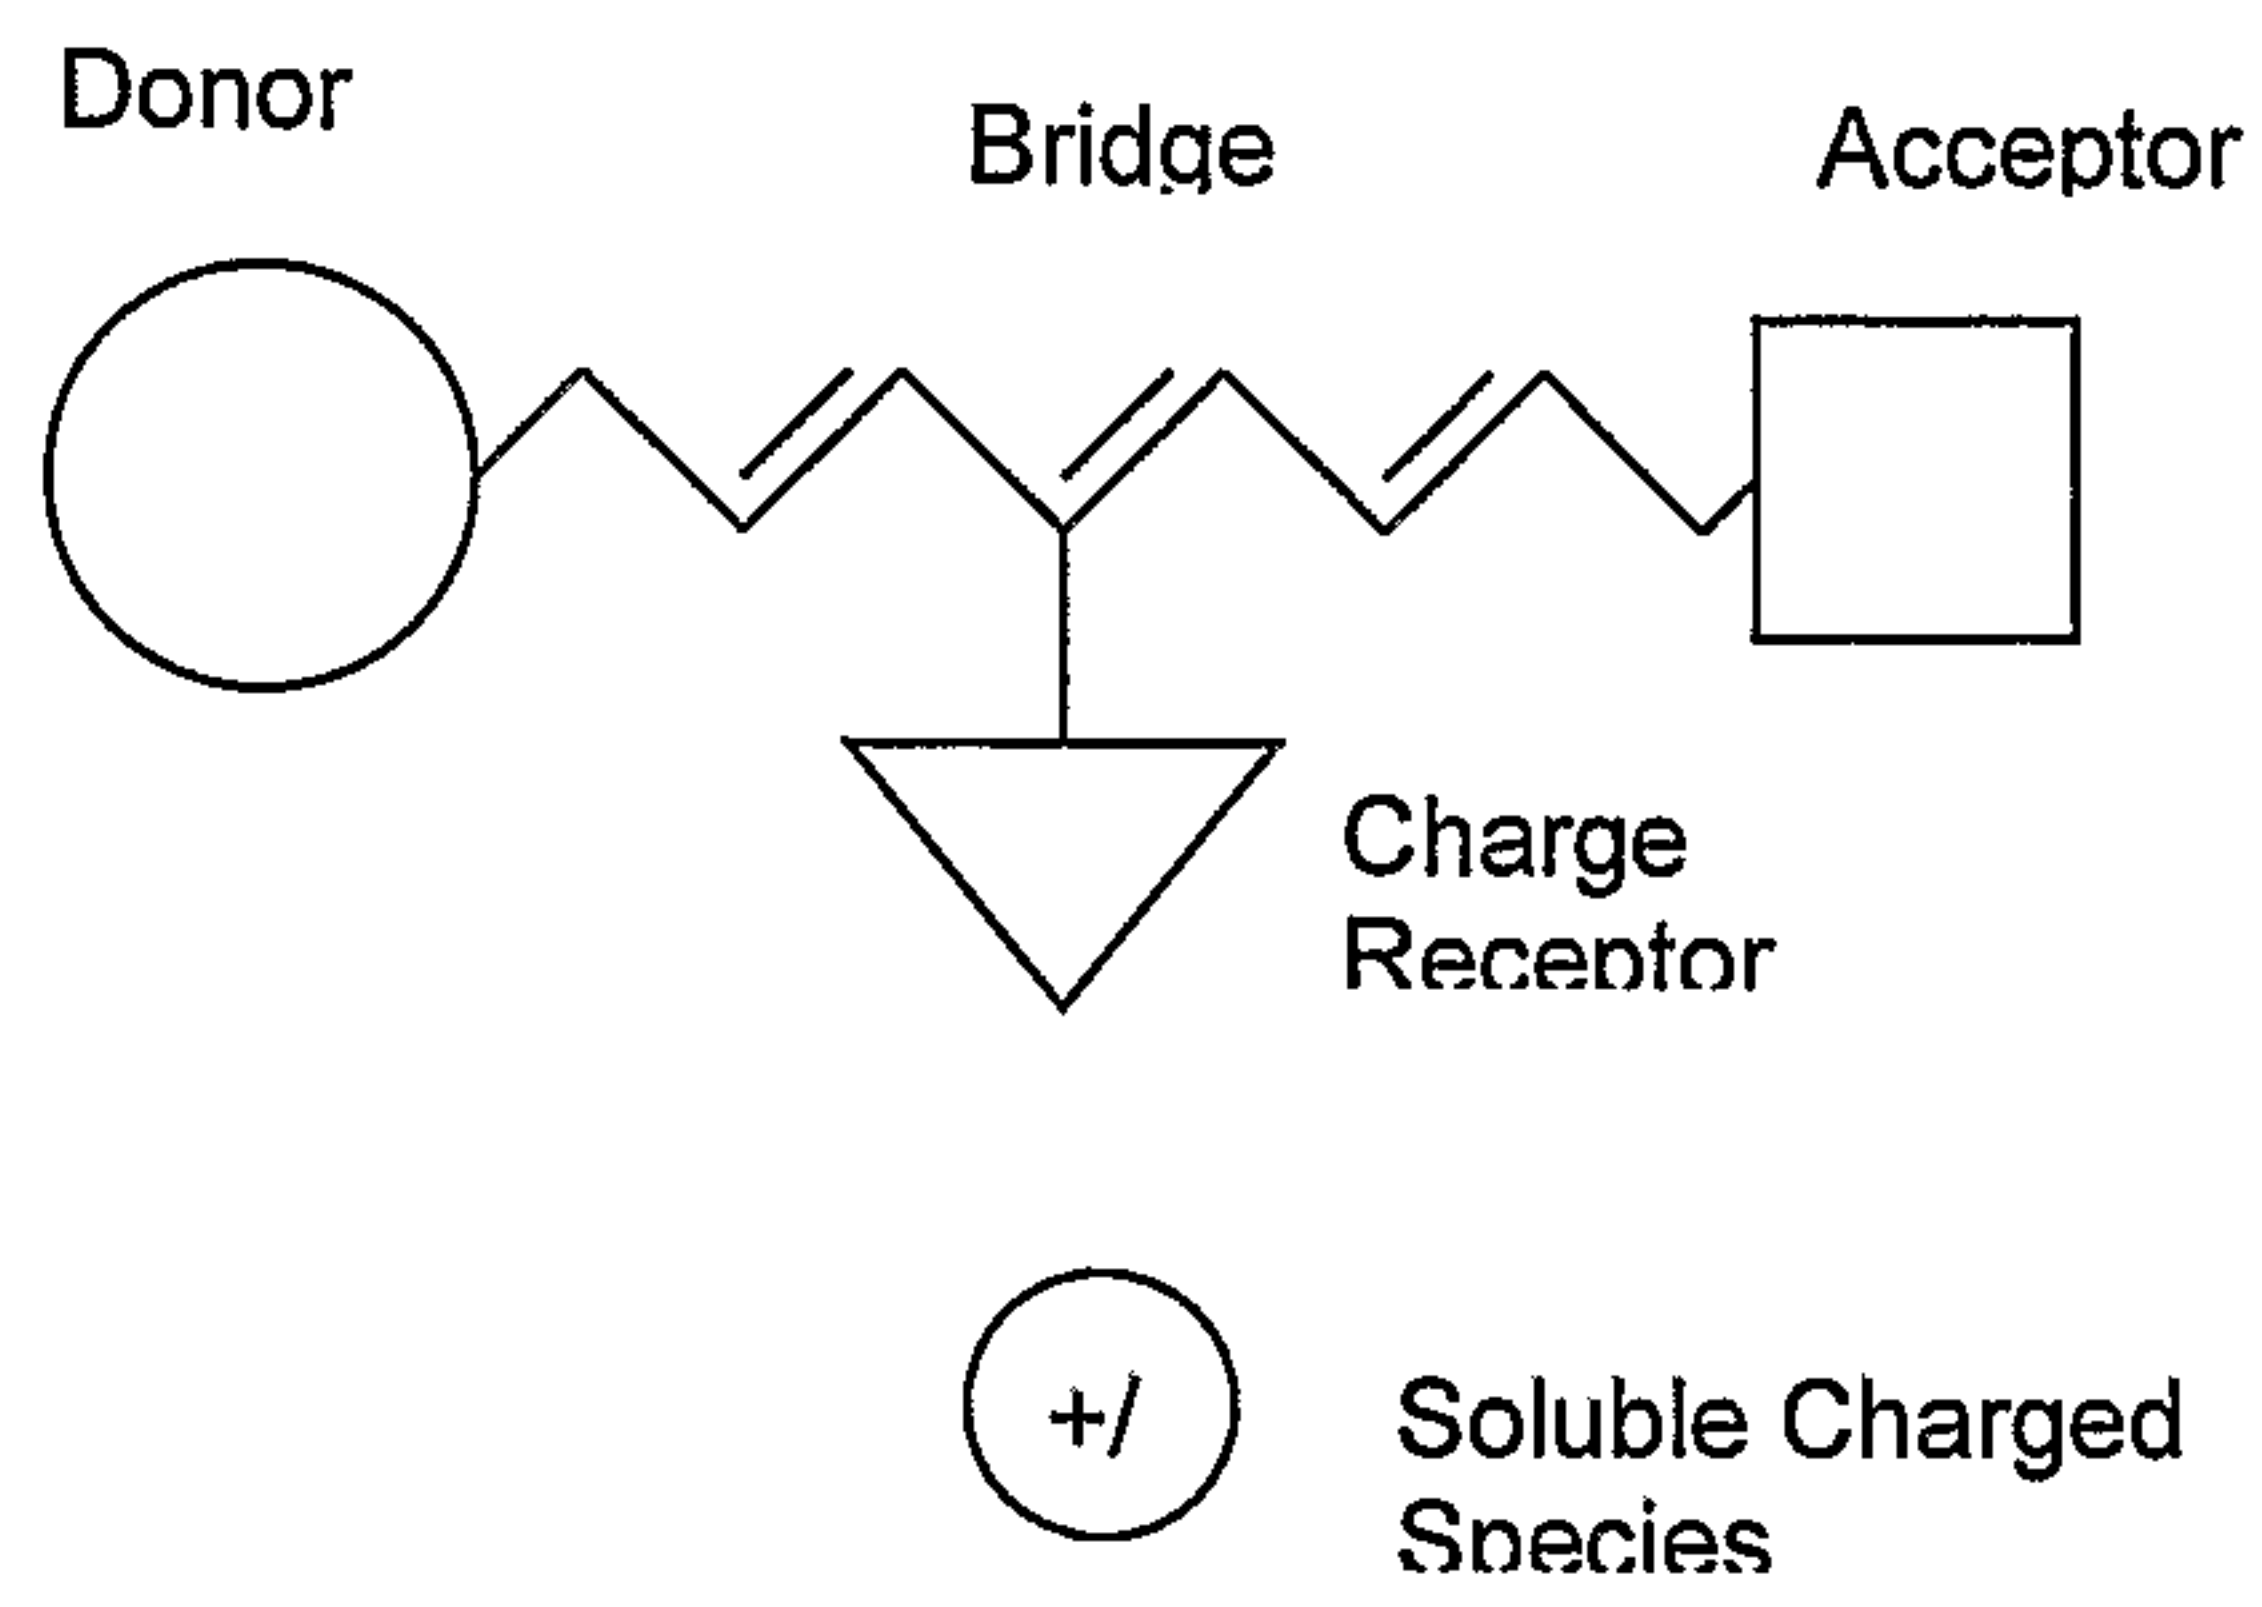 Donor
Bridge
Acceptor
Charge
Receptor
+/
Soluble Charged
Species